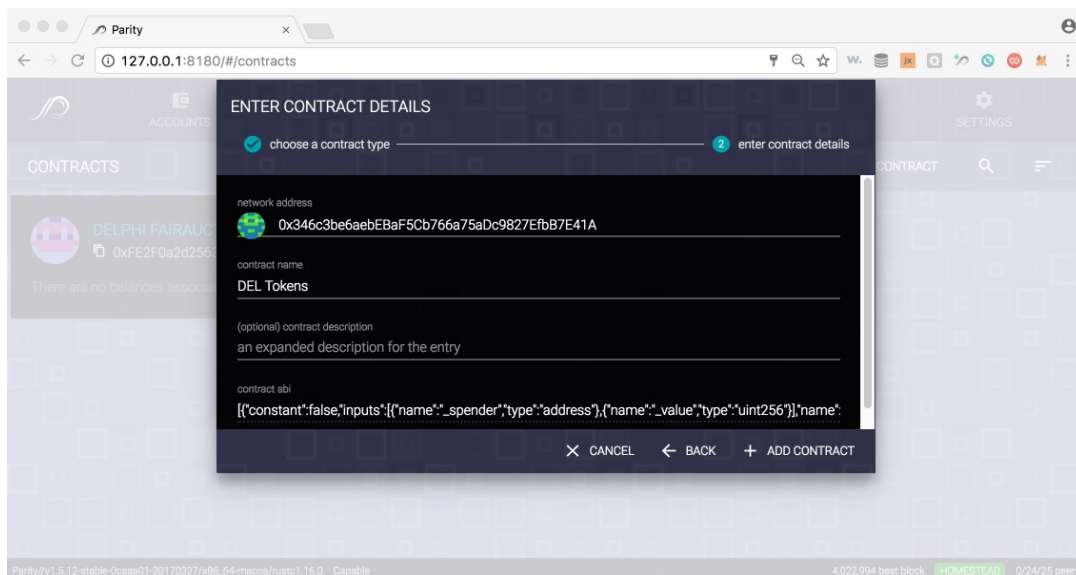 Parity
127.0.0.1:8180/#/contracts
W.
JX
ACCOUNTS
SETTINGS
ENTER CONTRACT DETAILS
choose a contract type
2 enter contract details
CONTRACTS
CONTRACT
DELPHI FAIRAUC
0xFE2F0a2d2563
There are no balances associa
network address
0x346c3be6aebEBaF5Cb766a75aDc9827EfbB7E41A
contract name
DEL Tokens
(optional) contract description
an expanded description for the entry
contract abi
[{"constant":false,"inputs":[{"name":"_spender","type":"address"},{"name":"_value","type":"uint256"}],"name":
CANCEL
BACK
ADD CONTRACT
Parity//v1.5.12-stable-0caaa01-20170327/x86_64-macos/rustc1.16.0 Capable
4,022,994 best block HOMESTEAD 0/24/25 peer